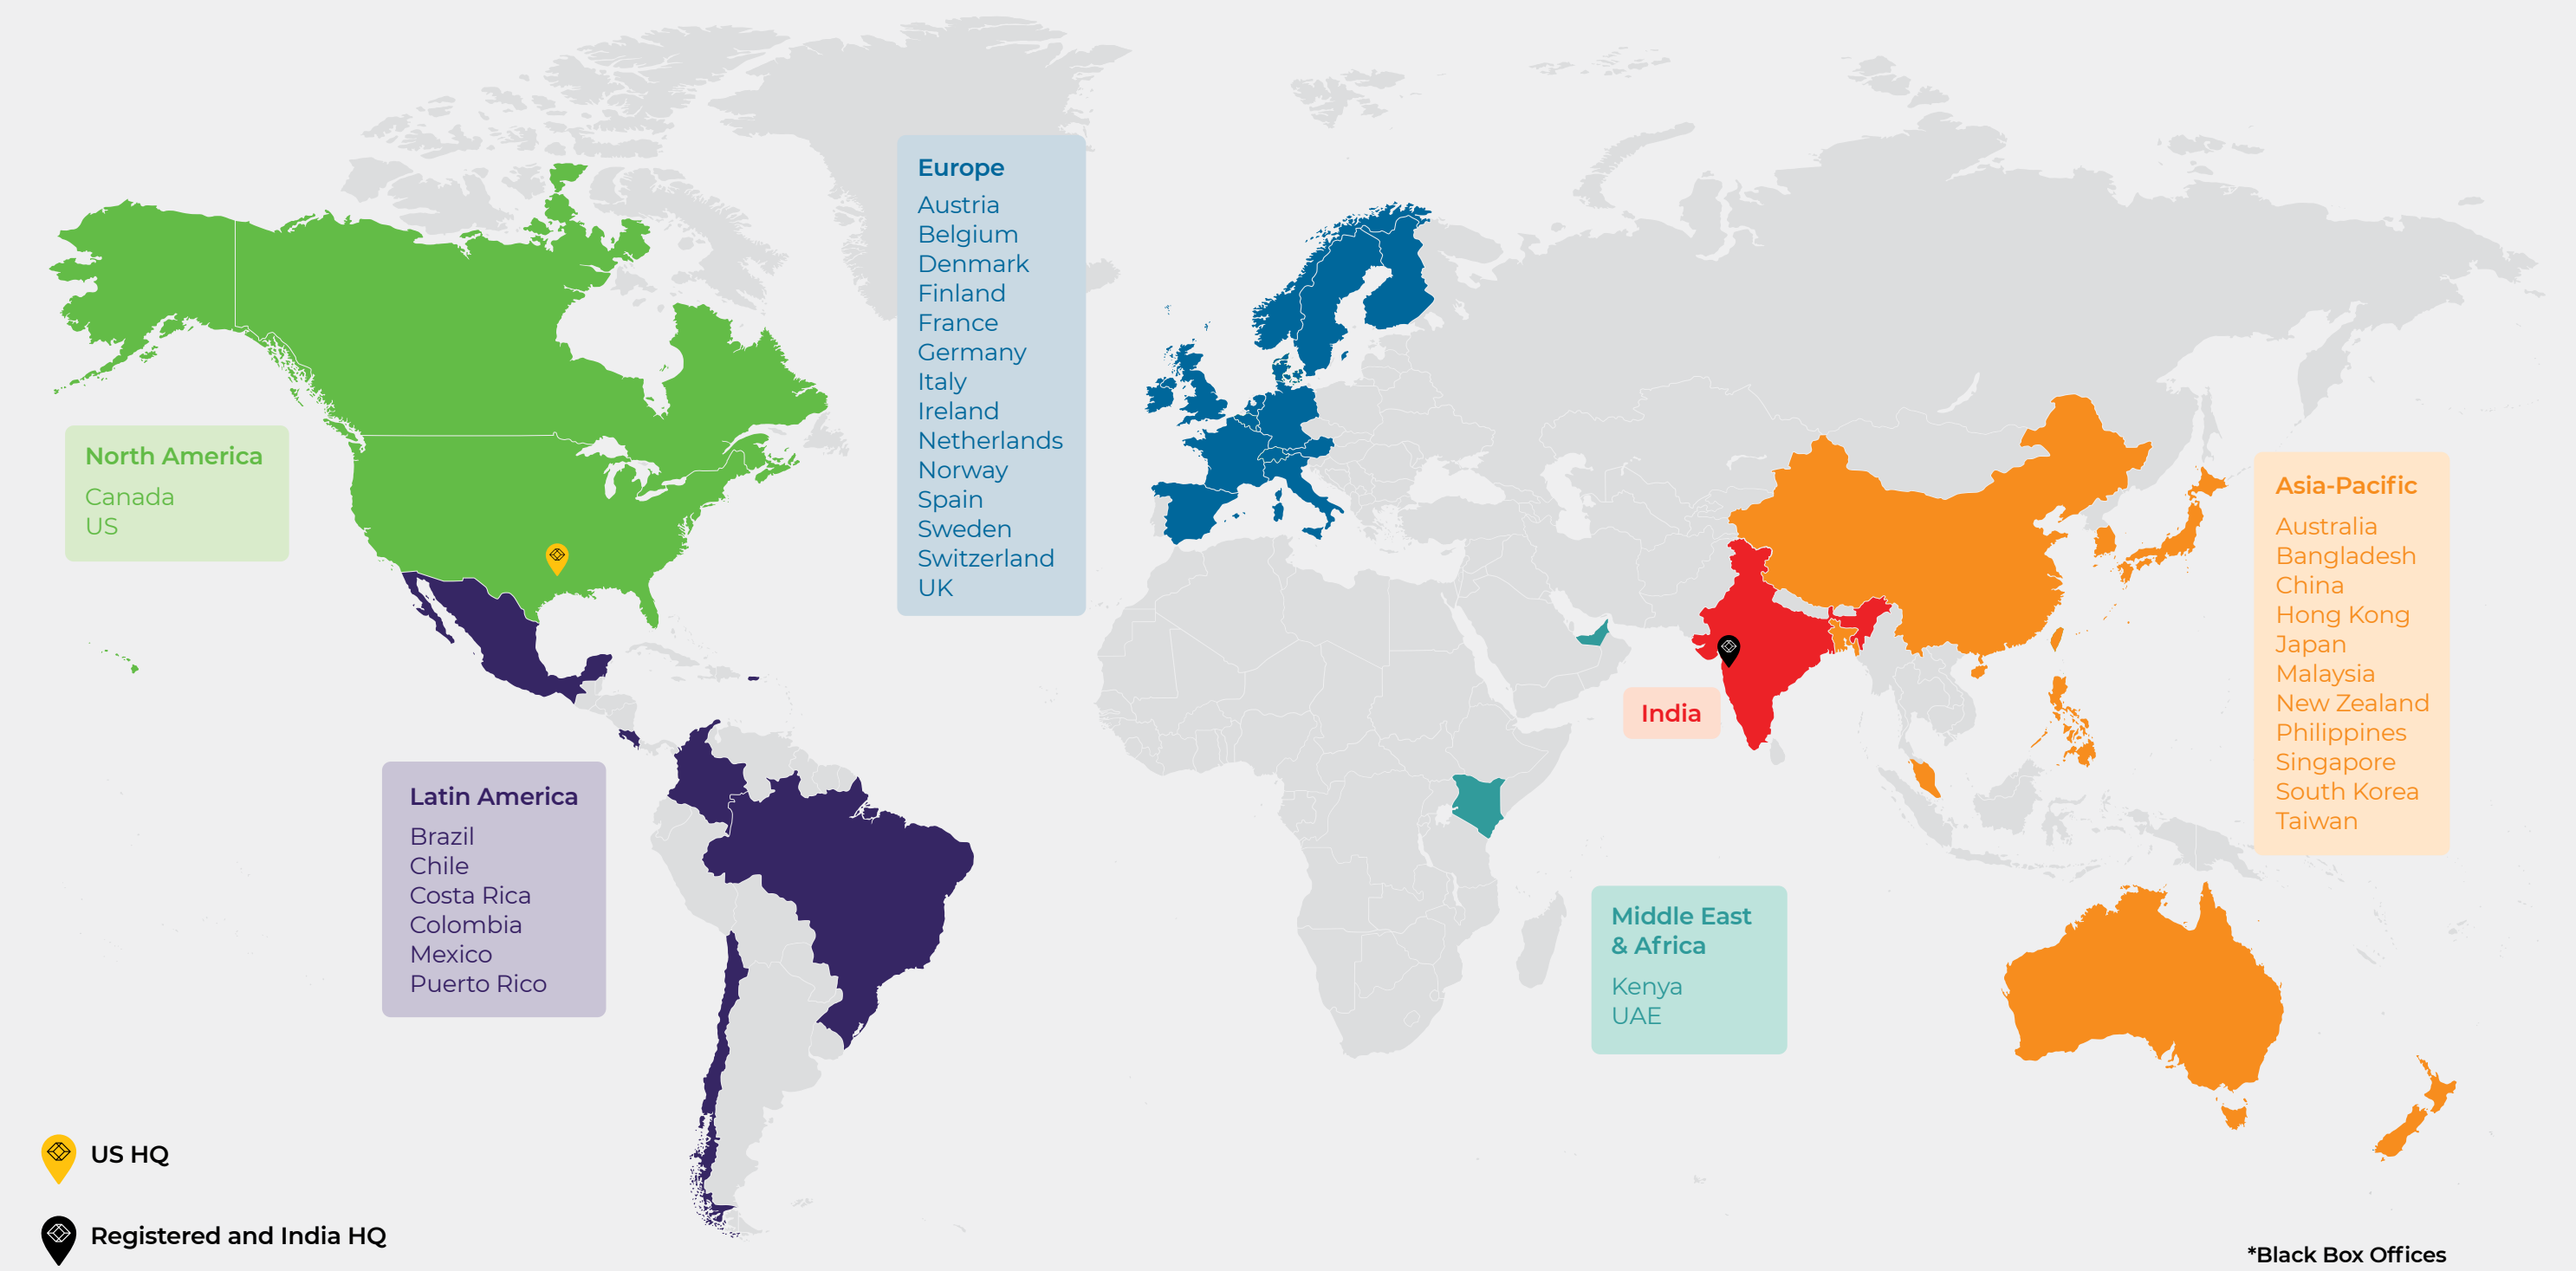 Europe
Austria
Belgium
Denmark
Finland
France
Germany
Italy
Ireland
Netherlands
Norway
Spain
Sweden
Switzerland
UK
North America
Canada
US
Asia-Pacific
Australia
Bangladesh
China
Hong Kong
Japan
Malaysia
New Zealand
Philippines
Singapore
South Korea
Taiwan
India
Latin America
Brazil
Chile
Costa Rica
Colombia
Mexico
Puerto Rico
Middle East
& Africa
Kenya
UAE
US HQ
Registered and India HQ
*Black Box Offices